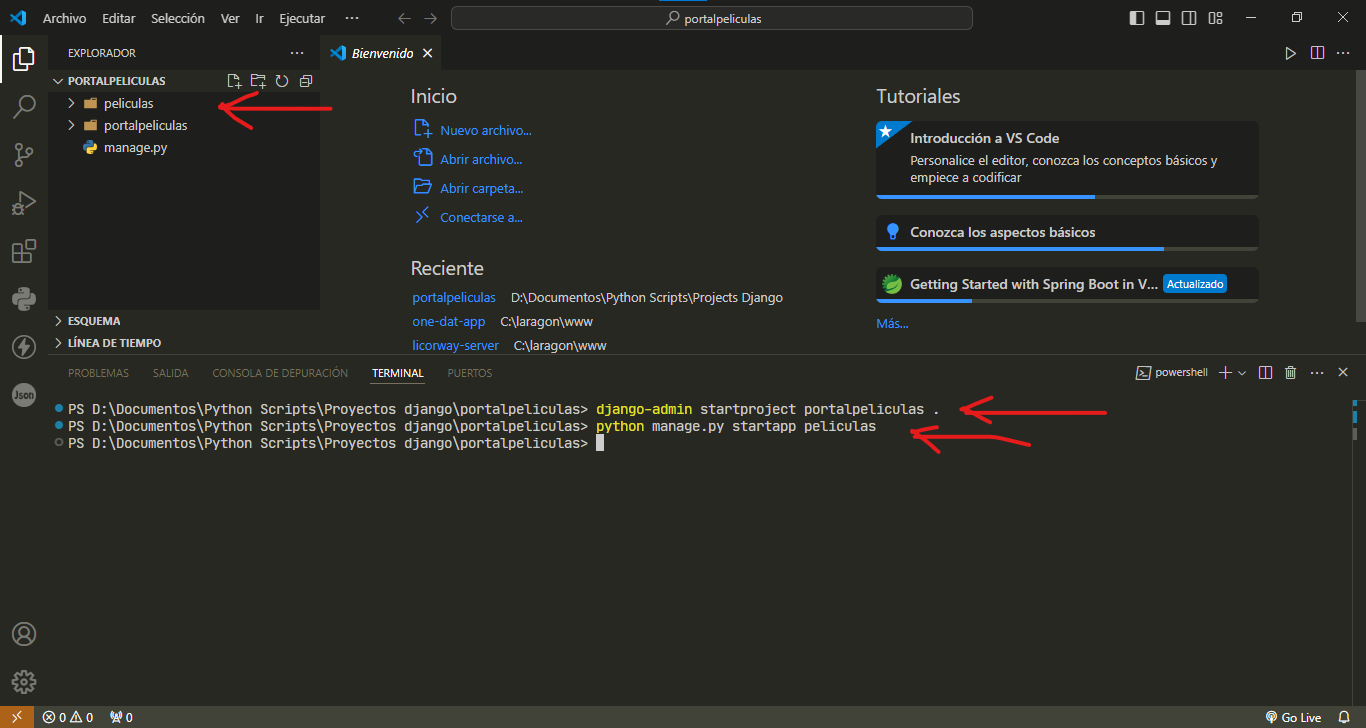 Archivo Editar Selección Ver Ir Ejecutar ··· portalpeliculas
EXPLORADOR ···
Bienvenido
PORTALPELICULAS
peliculas
portalpeliculas
manage.py
ESQUEMA
LÍNEA DE TIEMPO
Inicio
Nuevo archivo...
Abrir archivo...
Abrir carpeta...
Conectarse a...
Reciente
portalpeliculas D:\Documentos\Python Scripts\Projects Django
one-dat-app C:\laragon\www
licorway-server C:\laragon\www
Tutoriales
Introducción a VS Code
Personalice el editor, conozca los conceptos básicos y
empiece a codificar
Conozca los aspectos básicos
Getting Started with Spring Boot in V... Actualizado
Más...
PROBLEMAS SALIDA CONSOLA DE DEPURACIÓN TERMINAL PUERTOS powershell
PS D:\Documentos\Python Scripts\Proyectos django\portalpeliculas> django-admin startproject portalpeliculas .
PS D:\Documentos\Python Scripts\Proyectos django\portalpeliculas> python manage.py startapp peliculas
PS D:\Documentos\Python Scripts\Proyectos django\portalpeliculas>
Json
0 0 0 Go Live